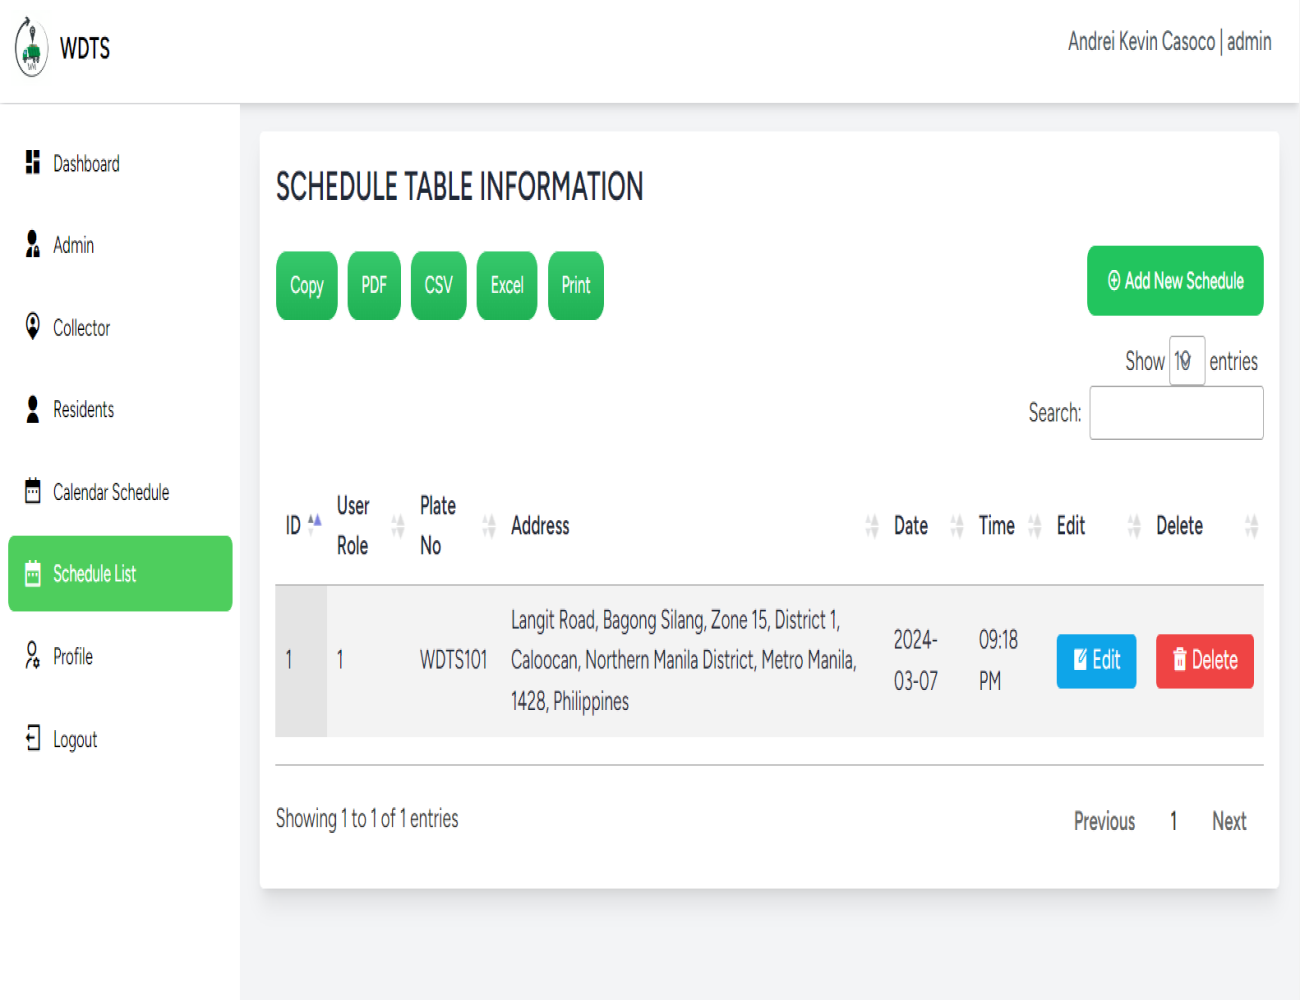 WDTS
Andrei Kevin Casoco | admin
Dashboard
Admin
Collector
Residents
Calendar Schedule
Schedule List
Profile
Logout
SCHEDULE TABLE INFORMATION
Copy PDF CSV Excel Print
Add New Schedule
Show 10 entries
Search:
ID User Role Plate No Address Date Time Edit Delete
1 1 WDTS101 Langit Road, Bagong Silang, Zone 15, District 1,
Caloocan, Northern Manila District, Metro Manila,
1428, Philippines
2024-
03-07
09:18
PM
Edit Delete
Showing 1 to 1 of 1 entries
Previous 1 Next